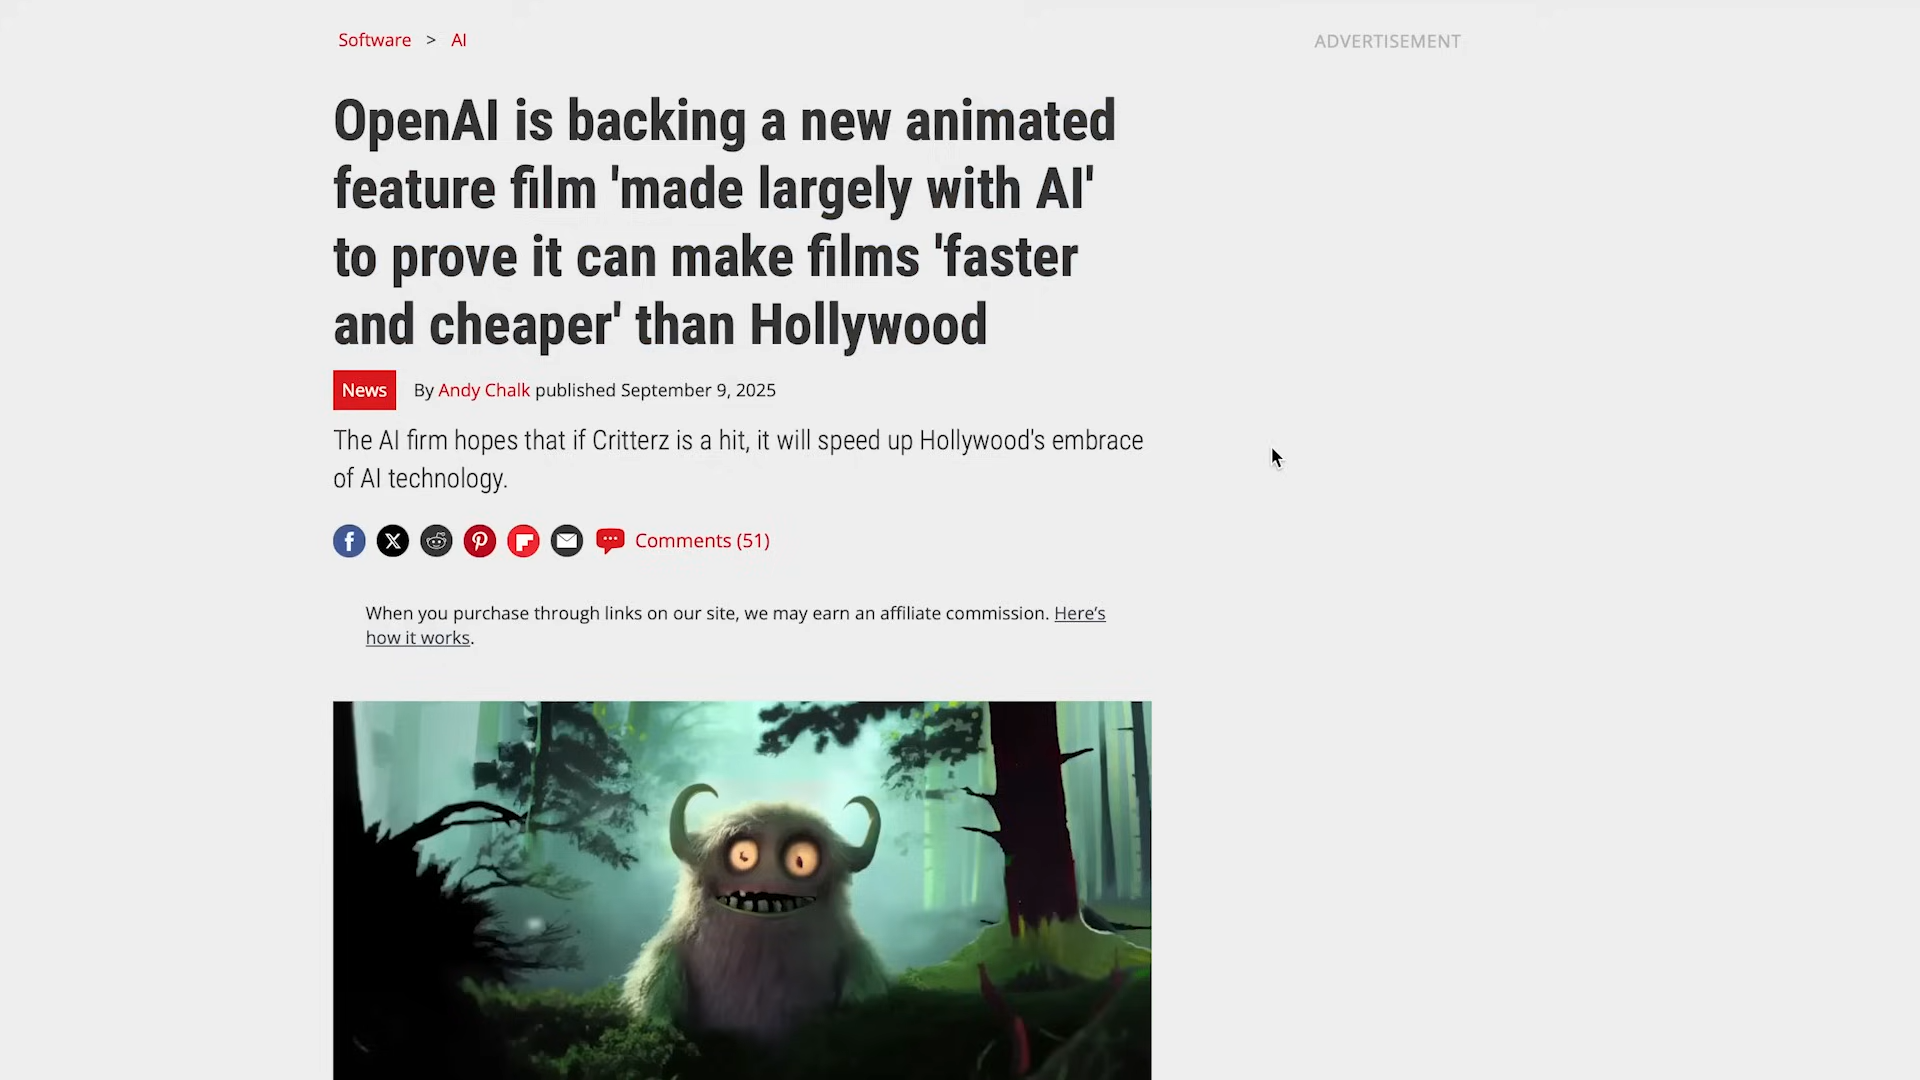 Software > AI
ADVERTISEMENT
OpenAI is backing a new animated
feature film 'made largely with AI'
to prove it can make films 'faster
and cheaper' than Hollywood
News By Andy Chalk published September 9, 2025
The AI firm hopes that if Critterz is a hit, it will speed up Hollywood's embrace
of AI technology.
Comments (51)
When you purchase through links on our site, we may earn an affiliate commission. Here’s
how it works.